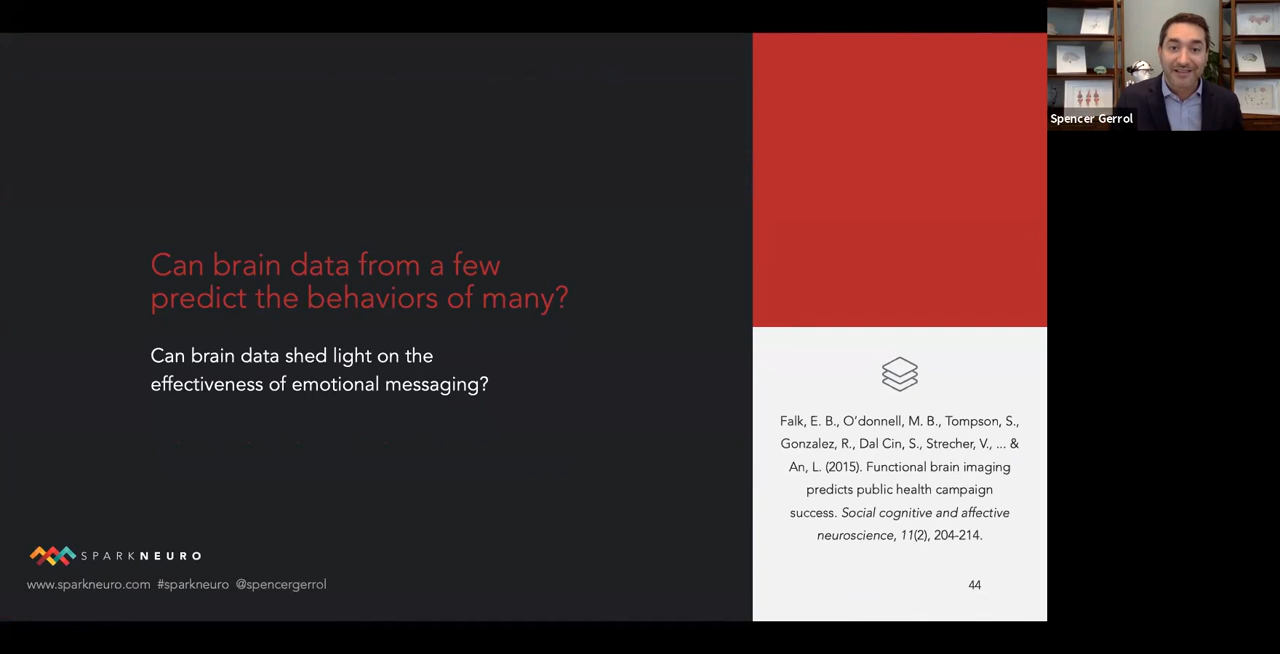 Can brain data from a few
predict the behaviors of many?
Can brain data shed light on the
effectiveness of emotional messaging?
SPARKNEURO
www.sparkneuro.com #sparkneuro @spencergerrol
Falk, E. B., O’donnell, M. B., Tompson, S.,
Gonzalez, R., Dal Cin, S., Strecher, V., ... &
An, L. (2015). Functional brain imaging
predicts public health campaign
success. Social cognitive and affective
neuroscience, 11(2), 204-214.
44
Spencer Gerrol